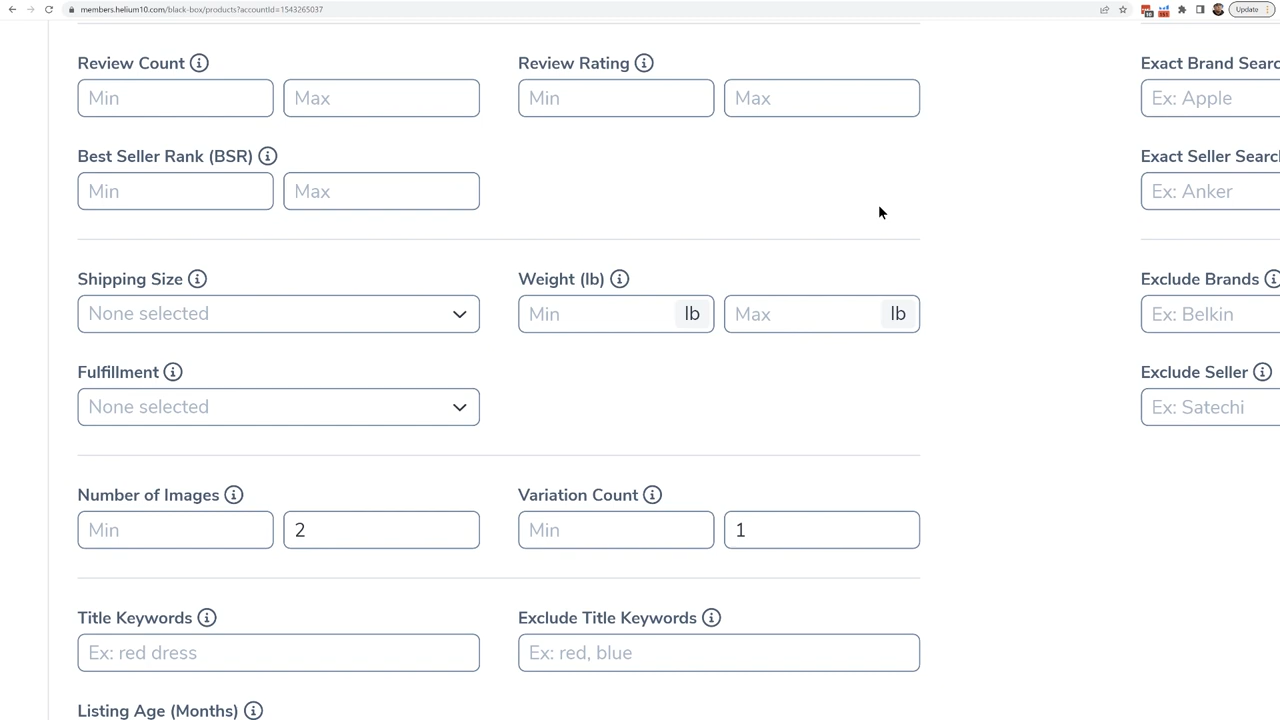 members.helium10.com/black-box/products?accountId=1543265037
Update
Review Count
Review Rating
Exact Brand Searc
Min
Max
Min
Max
Ex: Apple
Best Seller Rank (BSR)
Exact Seller Searc
Min
Max
Ex: Anker
Shipping Size
Weight (lb)
Exclude Brands
None selected
Min
lb
Max
lb
Ex: Belkin
Fulfillment
Exclude Seller
None selected
Ex: Satechi
Number of Images
Variation Count
Min
2
Min
1
Title Keywords
Exclude Title Keywords
Ex: red dress
Ex: red, blue
Listing Age (Months)